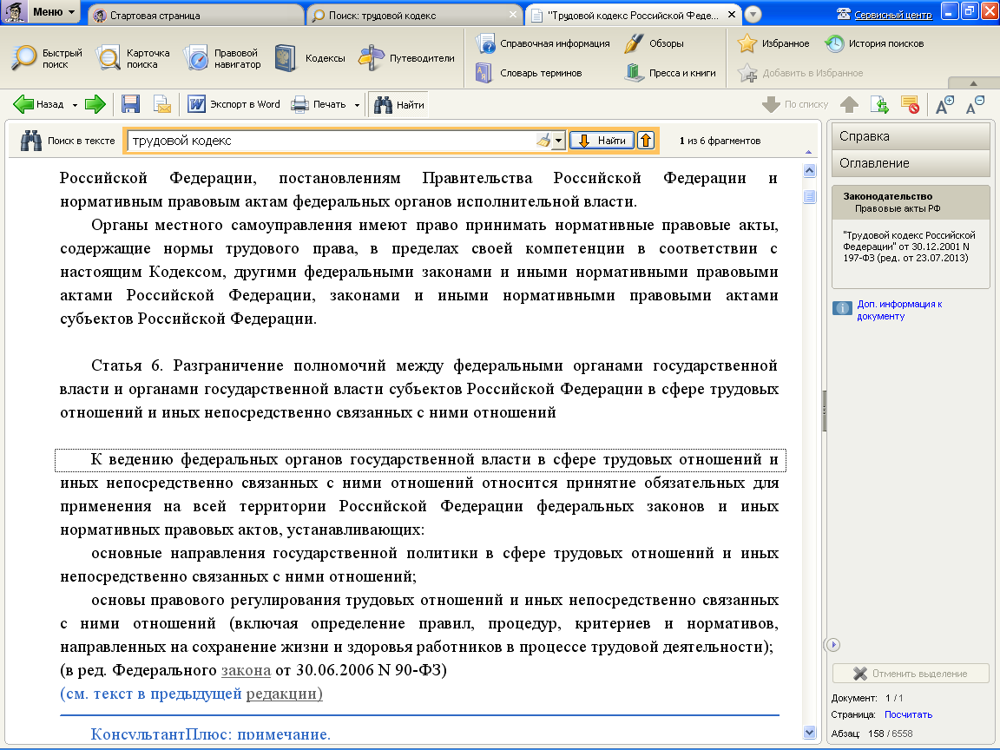 Меню
Стартовая страница
Поиск: трудовой кодекс
"Трудовой кодекс Российской Феде...
Сервисный центр
Быстрый поиск
Карточка поиска
Правовой навигатор
Кодексы
Путеводители
Справочная информация
Словарь терминов
Обзоры
Пресса и книги
Избранное
История поисков
Добавить в Избранное
Назад
Экспорт в Word
Печать
Найти
По списку
Поиск в тексте
трудовой кодекс
Найти
1 из 6 фрагментов
Российской Федерации, постановлениям Правительства Российской Федерации и
нормативным правовым актам федеральных органов исполнительной власти.
Органы местного самоуправления имеют право принимать нормативные правовые акты,
содержащие нормы трудового права, в пределах своей компетенции в соответствии с
настоящим Кодексом, другими федеральными законами и иными нормативными правовыми
актами Российской Федерации, законами и иными нормативными правовыми актами
субъектов Российской Федерации.
Статья 6. Разграничение полномочий между федеральными органами государственной
власти и органами государственной власти субъектов Российской Федерации в сфере трудовых
отношений и иных непосредственно связанных с ними отношений
К ведению федеральных органов государственной власти в сфере трудовых отношений и
иных непосредственно связанных с ними отношений относится принятие обязательных для
применения на всей территории Российской Федерации федеральных законов и иных
нормативных правовых актов, устанавливающих:
основные направления государственной политики в сфере трудовых отношений и иных
непосредственно связанных с ними отношений;
основы правового регулирования трудовых отношений и иных непосредственно связанных
с ними отношений (включая определение правил, процедур, критериев и нормативов,
направленных на сохранение жизни и здоровья работников в процессе трудовой деятельности);
(в ред. Федерального закона от 30.06.2006 N 90-ФЗ)
(см. текст в предыдущей редакции)
КонсультантПлюс: примечание.
Справка
Оглавление
Законодательство
Правовые акты РФ
"Трудовой кодекс Российской
Федерации" от 30.12.2001 N
197-ФЗ (ред. от 23.07.2013)
Доп. информация к
документу
Отменить выделение
Документ: 1 / 1
Страница: Посчитать
Абзац: 158 / 6558